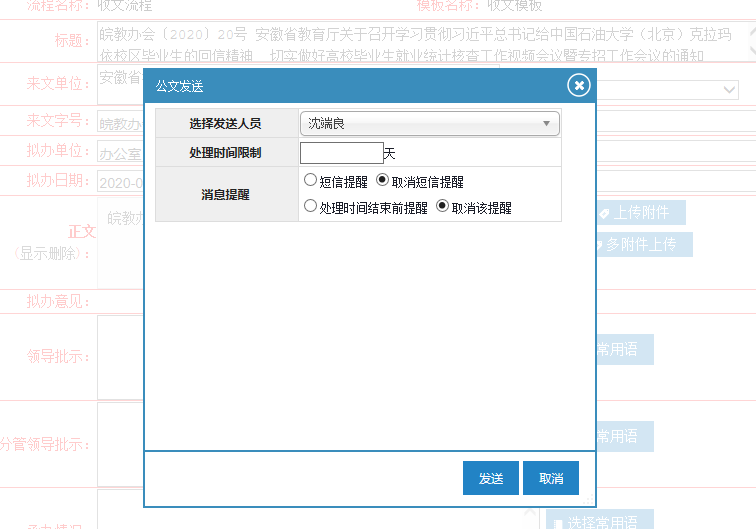 流程名称：收文流程 模板名称：收文模板
标题： 皖教办会〔2020〕20号 安徽省教育厅关于召开学习贯彻习近平总书记给中国石油大学（北京）克拉玛
依校区毕业生的回信精神 切实做好高校毕业生就业统计核查工作视频会议暨专招工作会议的通知
来文单位： 安徽省
来文字号： 皖教办
拟办单位： 办公室
拟办日期： 2020-0
正文 皖教办
（显示删除）：
上传附件
多附件上传
拟办意见：
领导批示： 常用语
分管领导批示： 常用语
选择常用语
公文发送
选择发送人员 沈湍良
处理时间限制 天
消息提醒 短信提醒 取消短信提醒
处理时间结束前提醒 取消该提醒
发送 取消